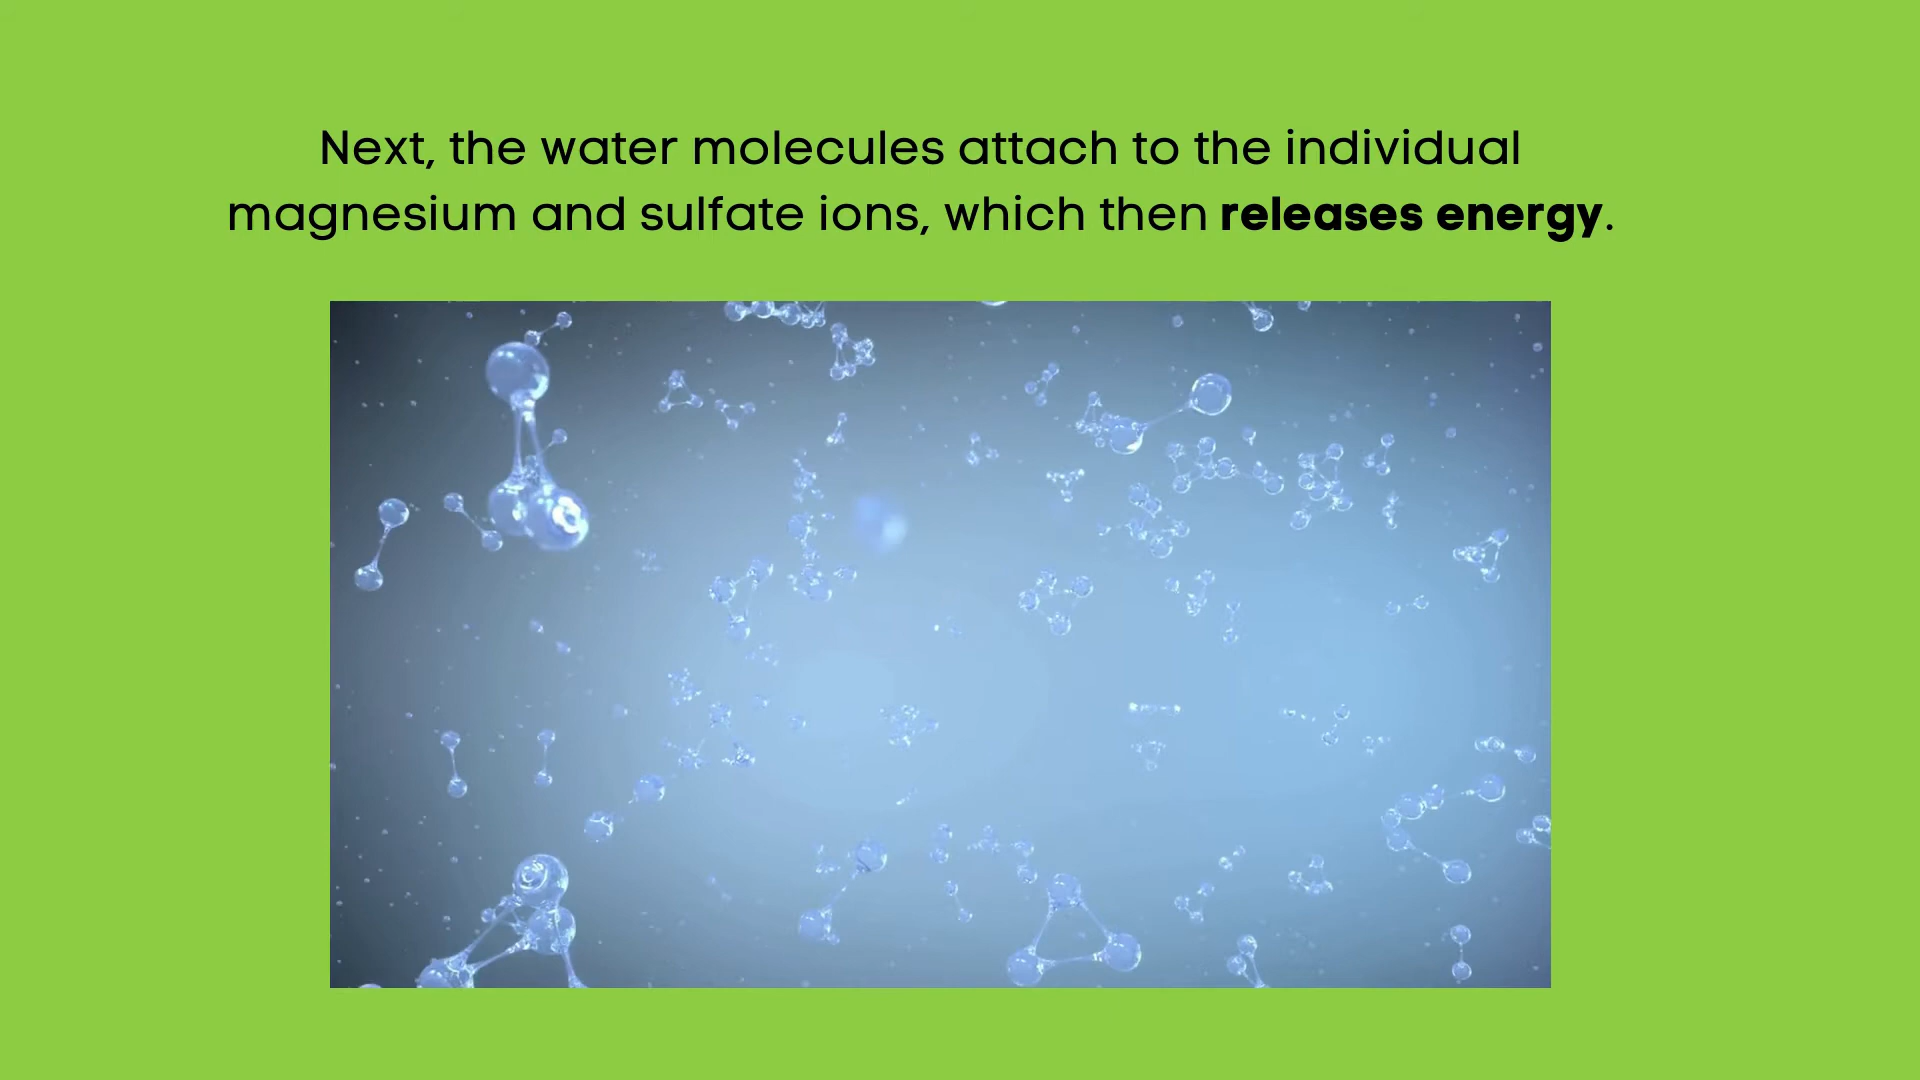 Next, the water molecules attach to the individual
magnesium and sulfate ions, which then releases energy.